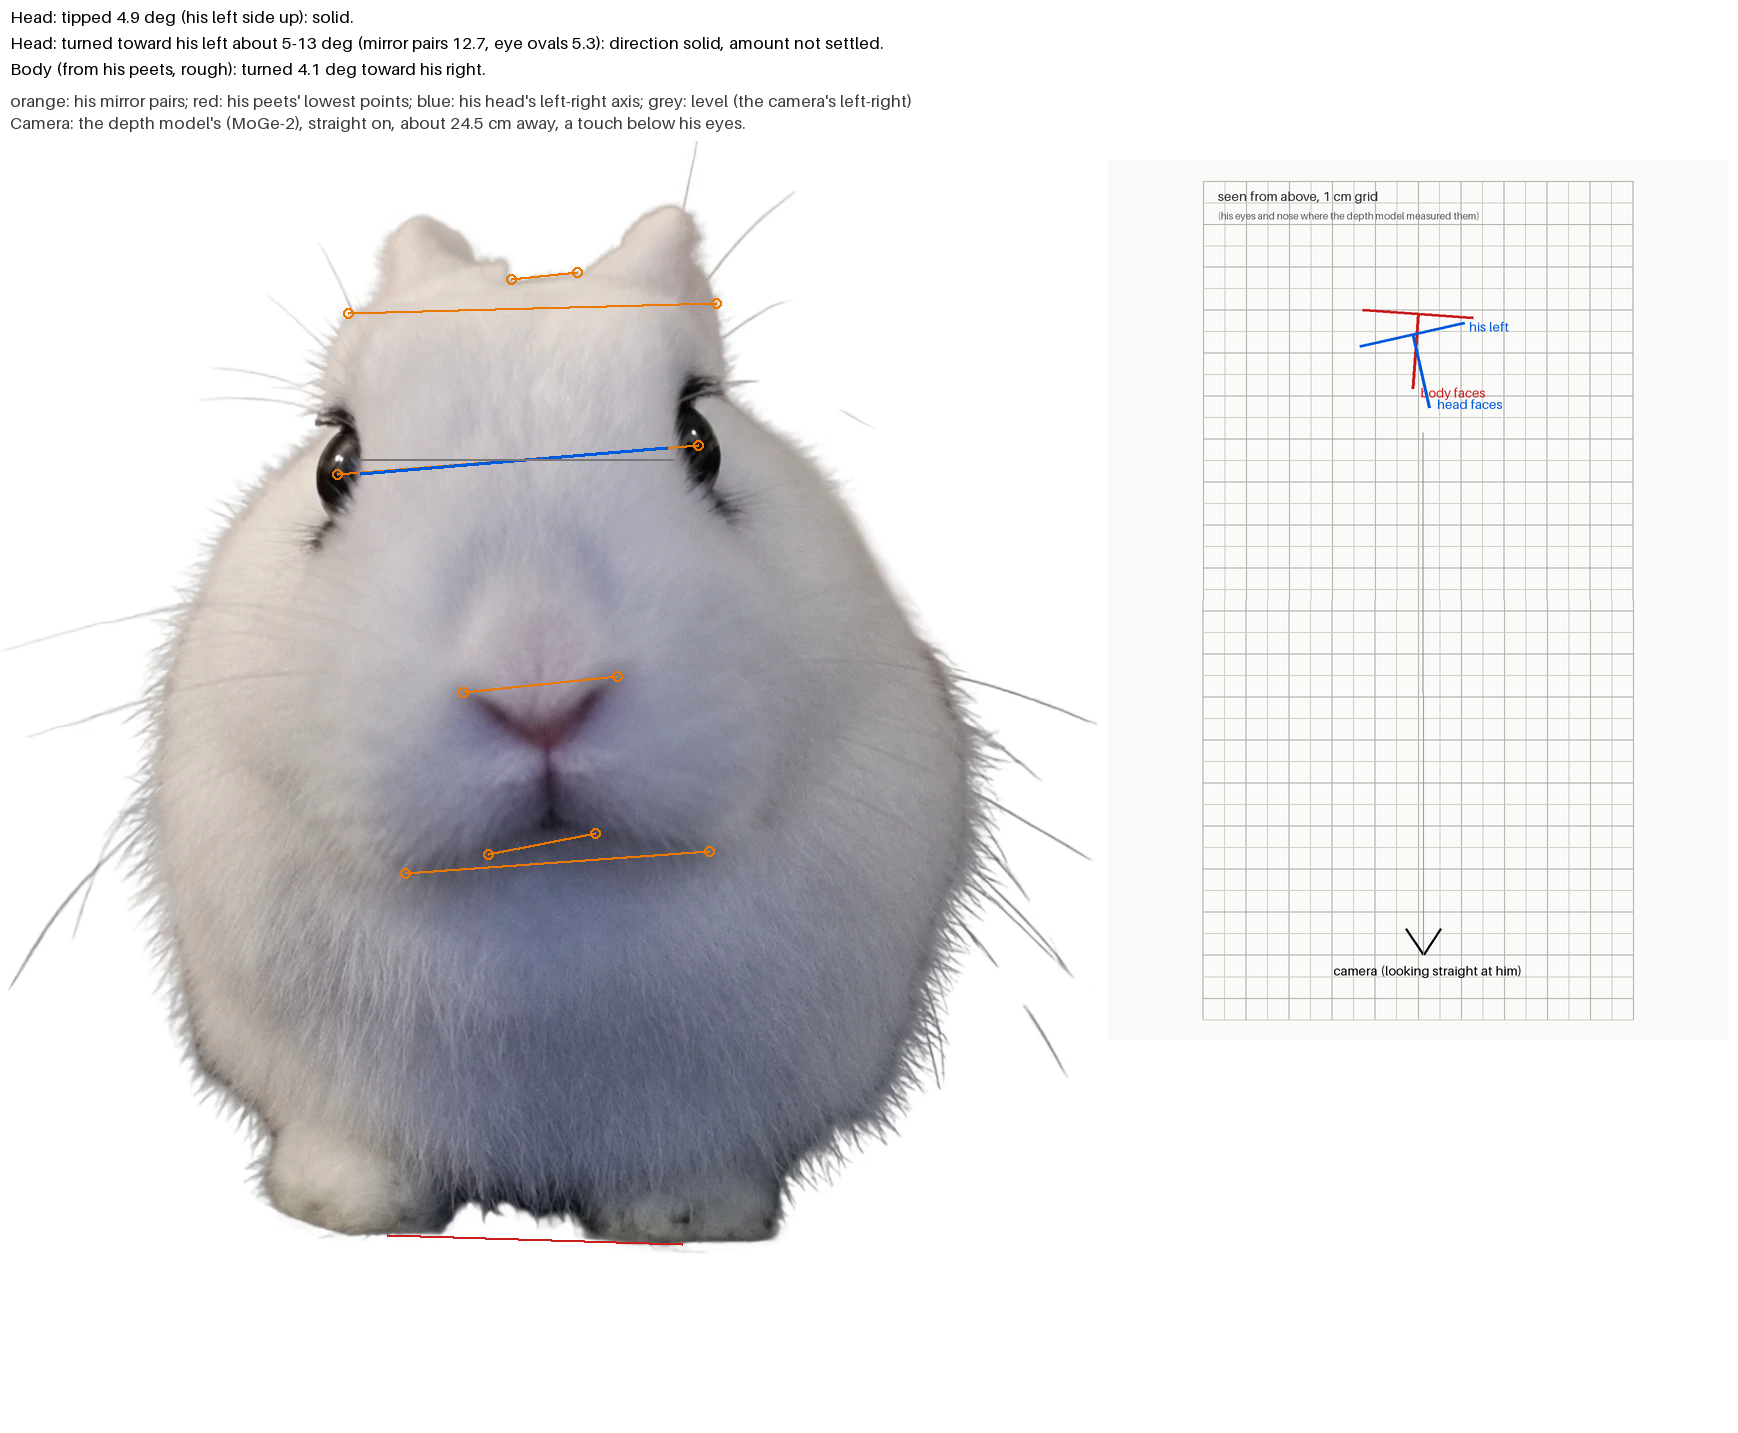 Head: tipped 4.9 deg (his left side up): solid.
Head: turned toward his left about 5-13 deg (mirror pairs 12.7, eye ovals 5.3): direction solid, amount not settled.
Body (from his peets, rough): turned 4.1 deg toward his right.
orange: his mirror pairs; red: his peets' lowest points; blue: his head's left-right axis; grey: level (the camera's left-right)
Camera: the depth model's (MoGe-2), straight on, about 24.5 cm away, a touch below his eyes.
seen from above, 1 cm grid
(his eyes and nose where the depth model measured them)
his left
body faces
head faces
camera (looking straight at him)